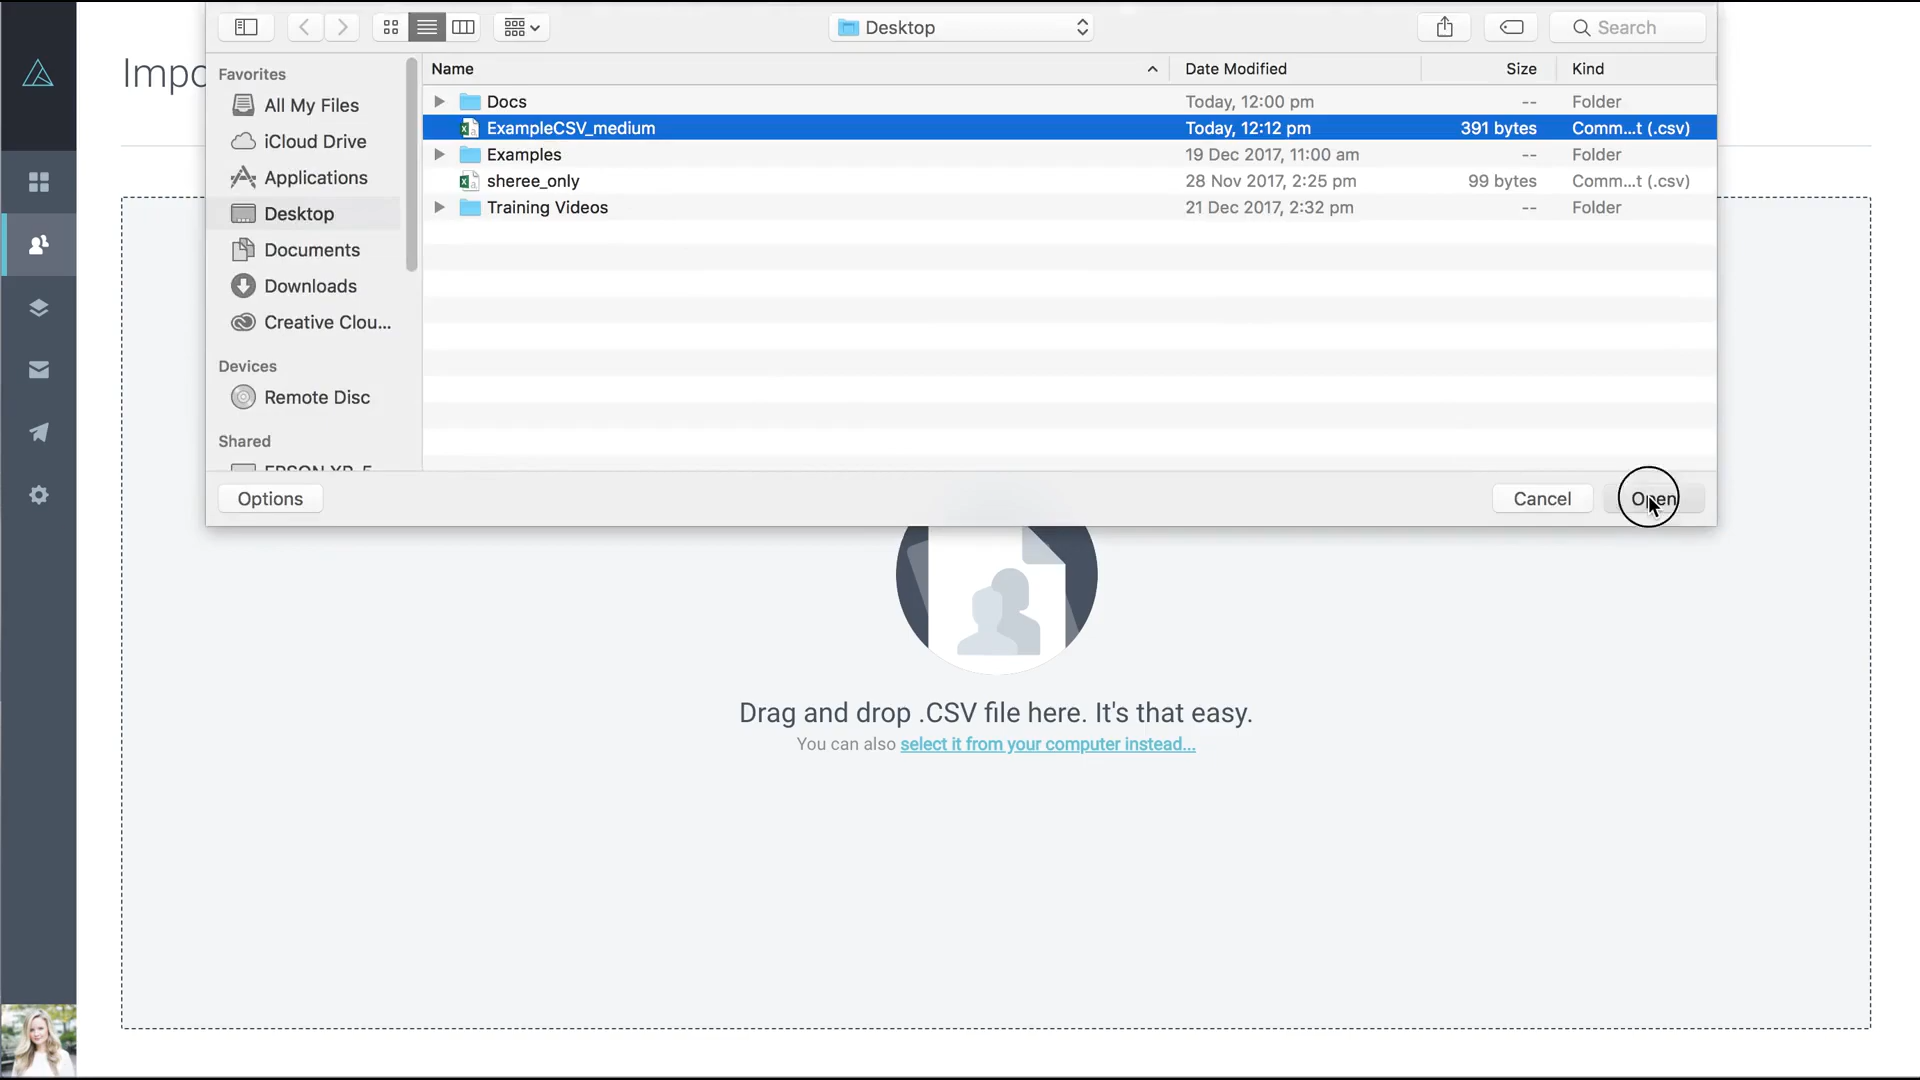 Desktop
Search
Impo
Favorites
All My Files
iCloud Drive
Applications
Desktop
Documents
Downloads
Creative Clou...
Devices
Remote Disc
Shared
Name Date Modified Size Kind
Docs Today, 12:00 pm -- Folder
ExampleCSV_medium Today, 12:12 pm 391 bytes Comm...t (.csv)
Examples 19 Dec 2017, 11:00 am -- Folder
sheree_only 28 Nov 2017, 2:25 pm 99 bytes Comm...t (.csv)
Training Videos 21 Dec 2017, 2:32 pm -- Folder
Options
Cancel
Open
Drag and drop .CSV file here. It's that easy.
You can also select it from your computer instead...